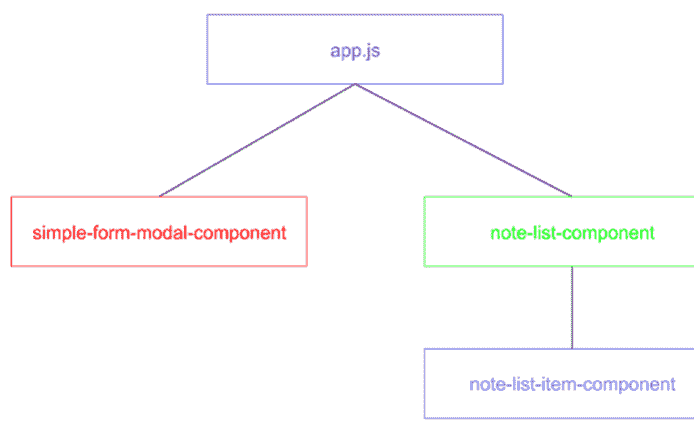 app.js
simple-form-modal-component
note-list-component
note-list-item-component